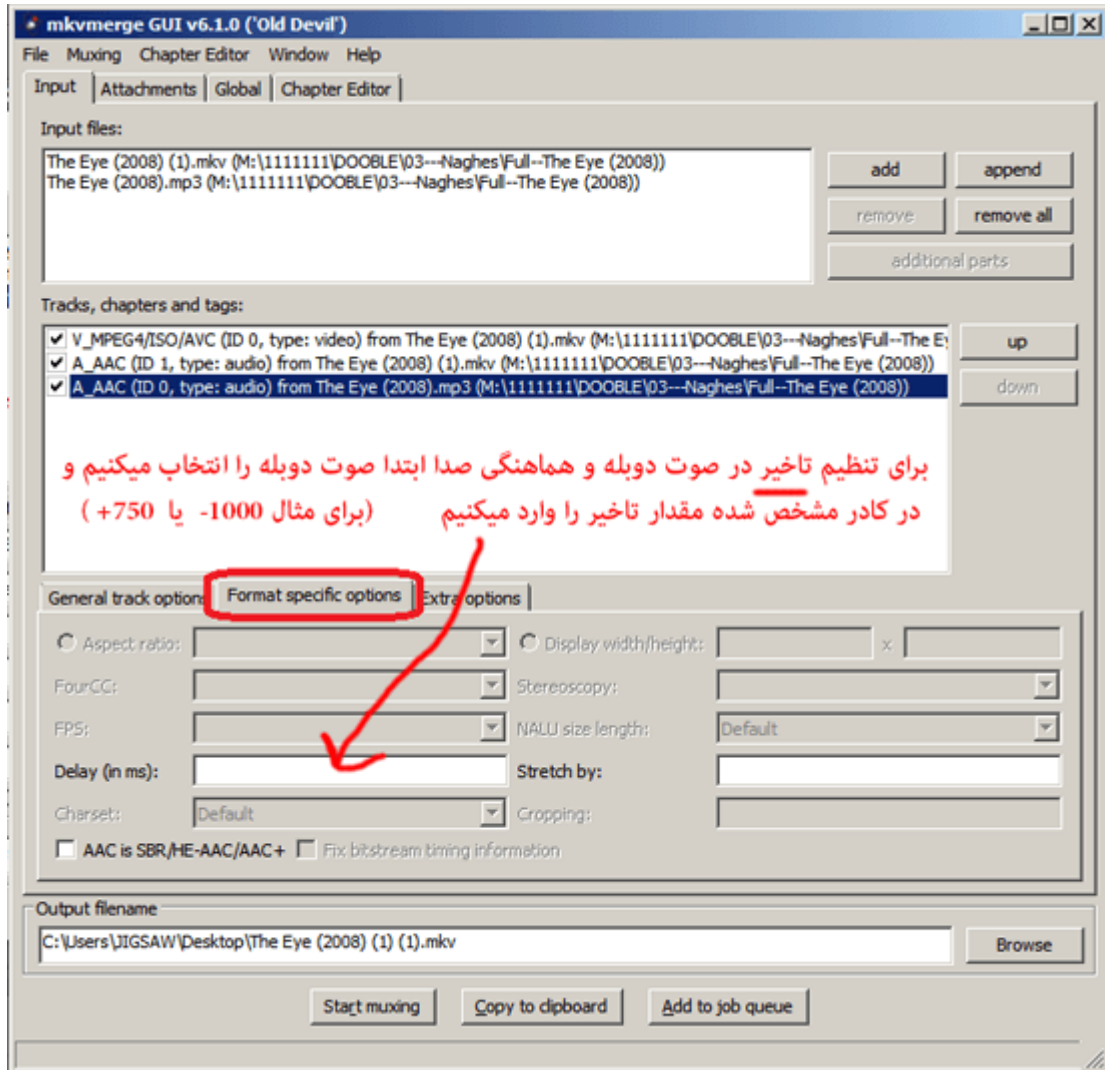 mkvmerge GUI v6.1.0 ('Old Devil')
File Muxing Chapter Editor Window Help
Input Attachments Global Chapter Editor
Input files:
The Eye (2008) (1).mkv (M:\1111111\DOOBLE\03---Naghes\Full--The Eye (2008))
The Eye (2008).mp3 (M:\1111111\DOOBLE\03---Naghes\Full--The Eye (2008))
add append
remove remove all
additional parts
Tracks, chapters and tags:
V_MPEG4/ISO/AVC (ID 0, type: video) from The Eye (2008) (1).mkv (M:\1111111\DOOBLE\03---Naghes\Full--The Ey
A_AAC (ID 1, type: audio) from The Eye (2008) (1).mkv (M:\1111111\DOOBLE\03---Naghes\Full--The Eye (2008))
A_AAC (ID 0, type: audio) from The Eye (2008).mp3 (M:\1111111\DOOBLE\03---Naghes\Full--The Eye (2008))
up
down
برای تنظیم تاخیر در صوت دوبله و هماهنگی صدا ابتدا صوت دوبله را انتخاب میکنیم و
در کادر مشخص شده مقدار تاخیر را وارد میکنیم (برای مثال 1000- یا 750+ )
General track options Format specific options Extra options
Aspect ratio: Display width/height: x
FourCC: Stereoscopy:
FPS: NALU size length: Default
Delay (in ms): Stretch by:
Charset: Default Cropping:
AAC is SBR/HE-AAC/AAC+ Fix bitstream timing information
Output filename
C:\Users\JIGSAW\Desktop\The Eye (2008) (1) (1).mkv
Browse
Start muxing Copy to clipboard Add to job queue